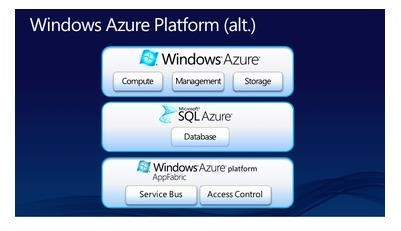 Windows Azure Platform (alt.)
Windows Azure
Compute Management Storage
Microsoft
SQL Azure
Database
Windows Azure platform
AppFabric
Service Bus Access Control